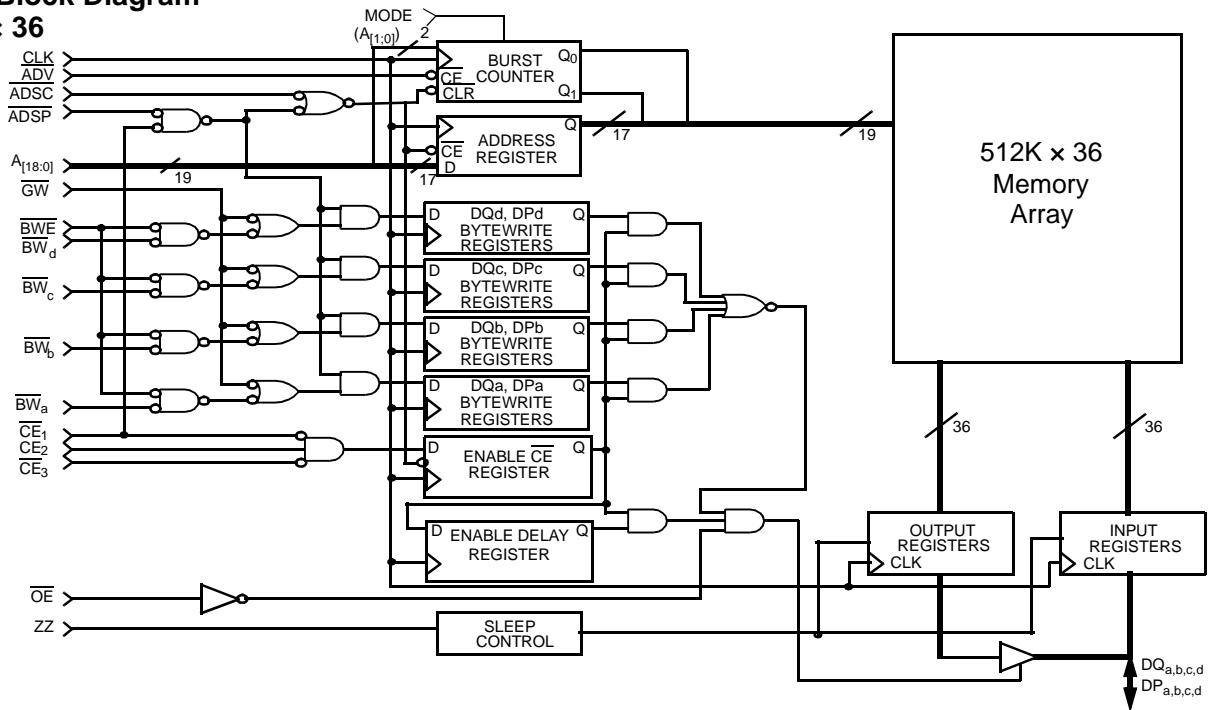 Block Diagram
× 36
MODE
(A[1;0])
2
CLK
ADV
ADSC
ADSP
A[18:0]
19
GW
BWE
BWd
BWc
BWb
BWa
CE1
CE2
CE3
OE
ZZ
BURST
COUNTER
CE
CLR
Q0
Q1
ADDRESS
REGISTER
CE
D
Q
17
17
19
512K × 36
Memory
Array
D
DQd, DPd
BYTEWRITE
REGISTERS
Q
D
DQc, DPc
BYTEWRITE
REGISTERS
Q
D
DQb, DPb
BYTEWRITE
REGISTERS
Q
D
DQa, DPa
BYTEWRITE
REGISTERS
Q
D
ENABLE CE
REGISTER
Q
D
ENABLE DELAY
REGISTER
Q
SLEEP
CONTROL
36
36
OUTPUT
REGISTERS
CLK
INPUT
REGISTERS
CLK
DQa,b,c,d
DPa,b,c,d